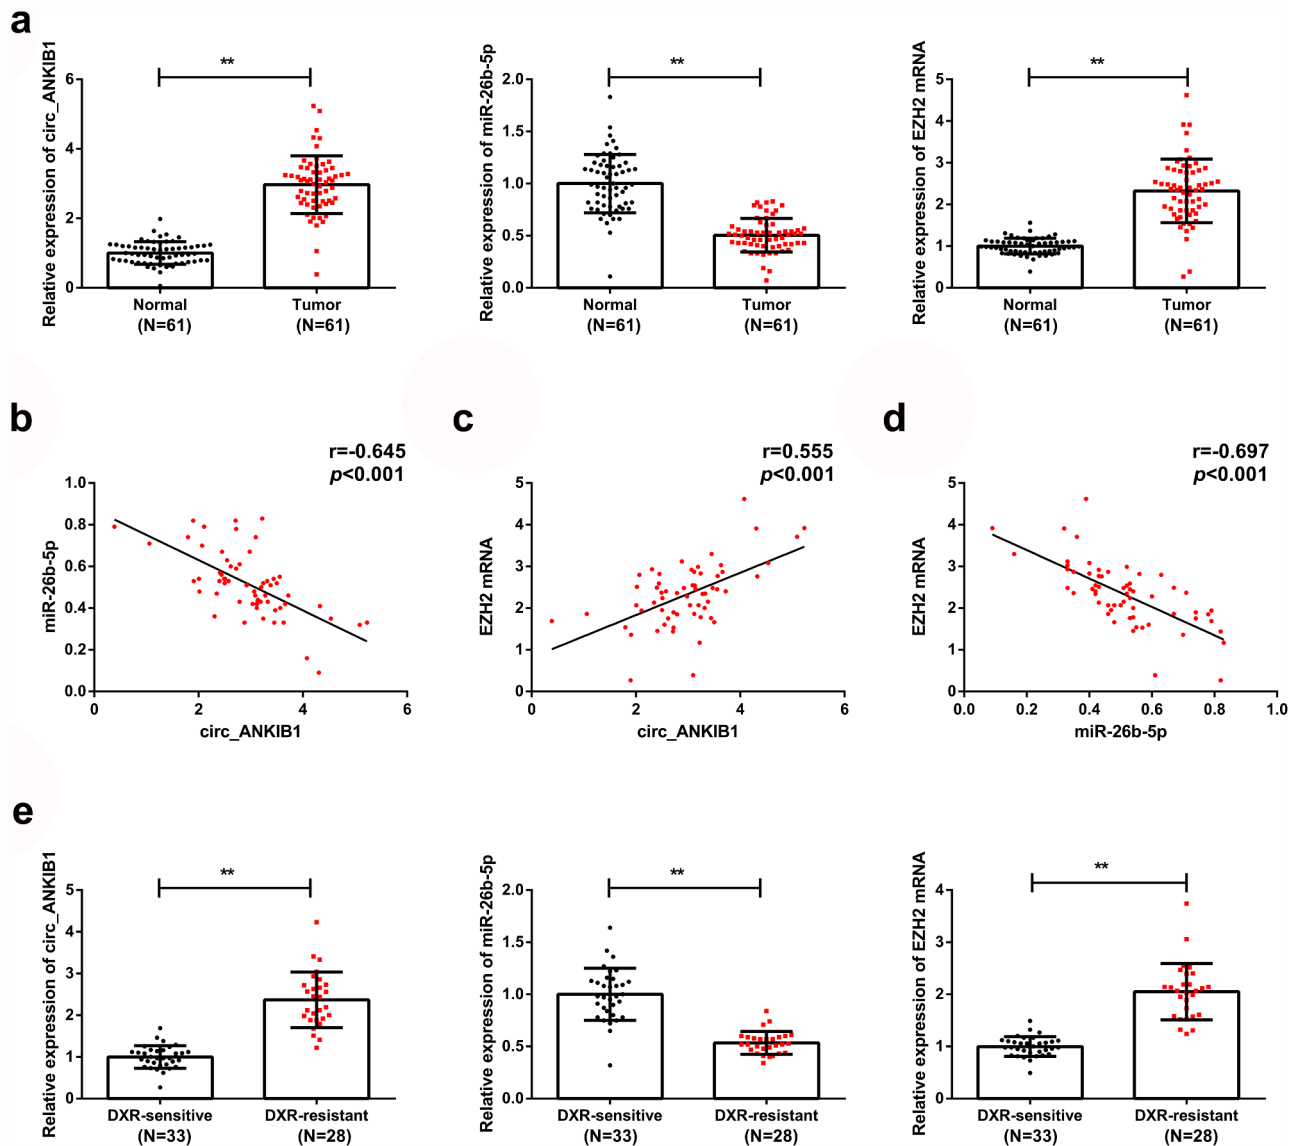 a
Relative expression of circ_ANKIB1
6
4
2
0
**
Normal
(N=61)
Tumor
(N=61)
Relative expression of miR-26b-5p
2.0
1.5
1.0
0.5
0.0
**
Normal
(N=61)
Tumor
(N=61)
Relative expression of EZH2 mRNA
5
4
3
2
1
0
**
Normal
(N=61)
Tumor
(N=61)
b
r=-0.645
p<0.001
miR-26b-5p
1.0
0.8
0.6
0.4
0.2
0.0
0
2
4
6
circ_ANKIB1
c
r=0.555
p<0.001
EZH2 mRNA
5
4
3
2
1
0
0
2
4
6
circ_ANKIB1
d
r=-0.697
p<0.001
EZH2 mRNA
5
4
3
2
1
0
0.0
0.2
0.4
0.6
0.8
1.0
miR-26b-5p
e
Relative expression of circ_ANKIB1
5
4
3
2
1
0
**
DXR-sensitive
(N=33)
DXR-resistant
(N=28)
Relative expression of miR-26b-5p
2.0
1.5
1.0
0.5
0.0
**
DXR-sensitive
(N=33)
DXR-resistant
(N=28)
Relative expression of EZH2 mRNA
4
3
2
1
0
**
DXR-sensitive
(N=33)
DXR-resistant
(N=28)